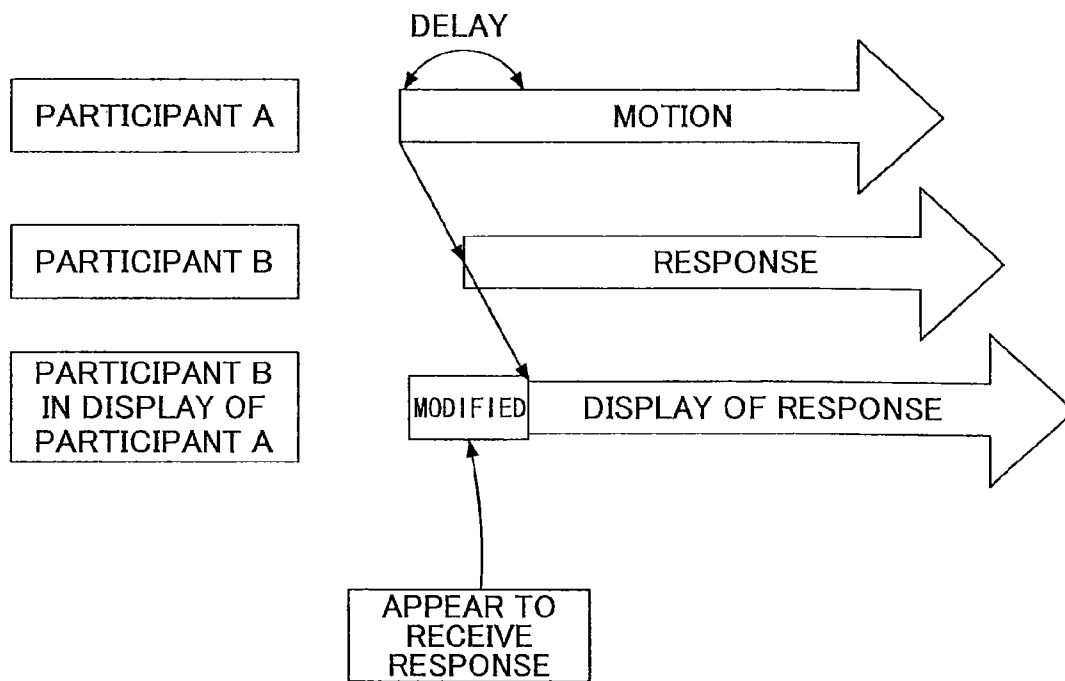 DELAY
PARTICIPANT A
MOTION
PARTICIPANT B
RESPONSE
PARTICIPANT B
IN DISPLAY OF
PARTICIPANT A
MODIFIED
DISPLAY OF RESPONSE
APPEAR TO
RECEIVE
RESPONSE